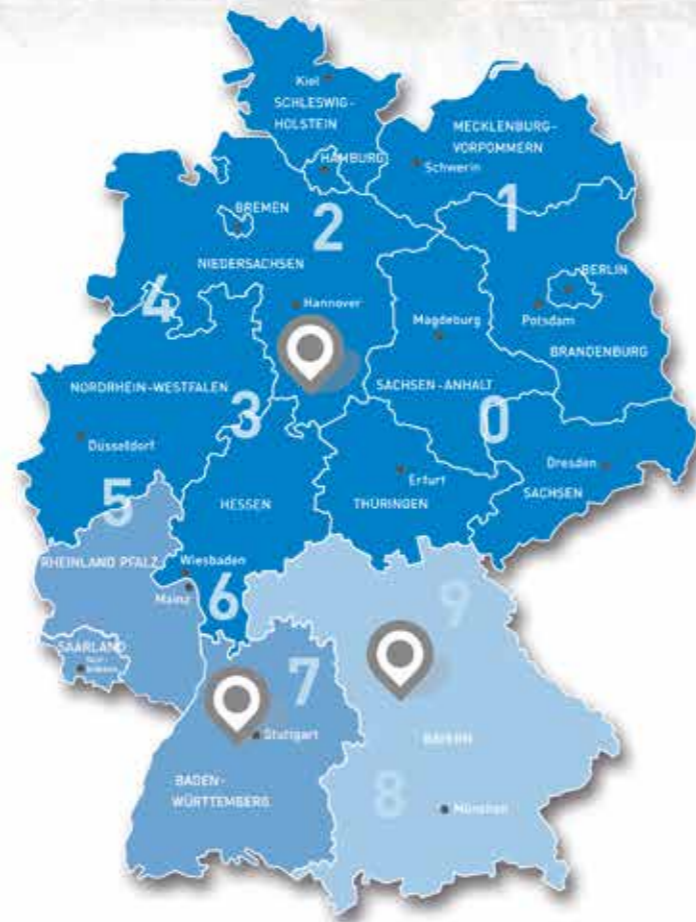 Kiel
SCHLESWIG-
HOLSTEIN
MECKLENBURG-
VORPOMMERN
HAMBURG
Schwerin
1
BREMEN
2
NIEDERSACHSEN
4
Hannover
BERLIN
Magdeburg
Potsdam
BRANDENBURG
NORDRHEIN-WESTFALEN
SACHSEN-ANHALT
3
0
Düsseldorf
Dresden
Erfurt
5
HESSEN
THÜRINGEN
SACHSEN
RHEINLAND PFALZ
Wiesbaden
Mainz
6
9
SAARLAND
7
Stuttgart
BAYERN
BADEN-
WÜRTTEMBERG
8
München